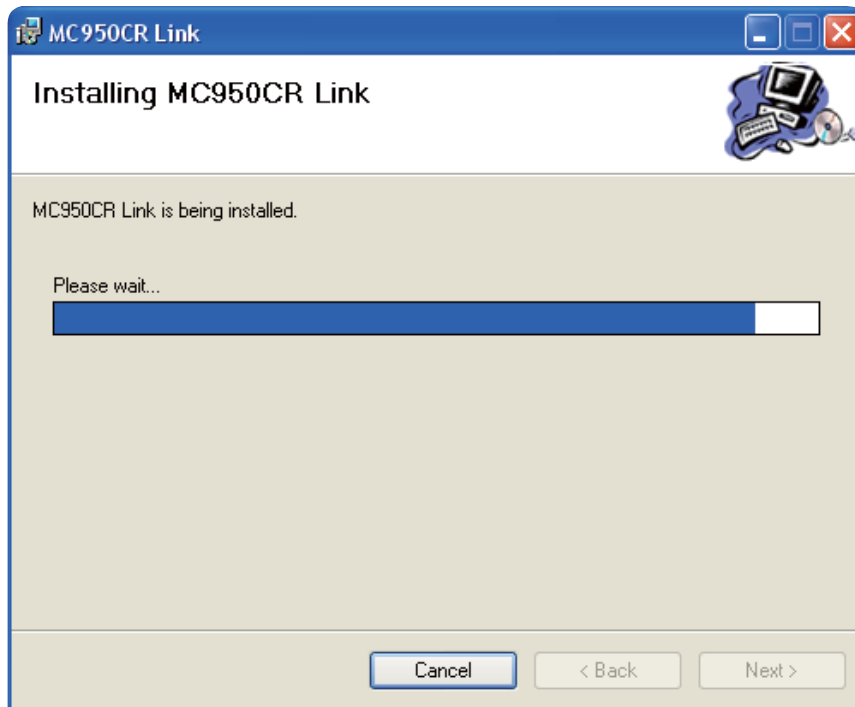 MC950CR Link
Installing MC950CR Link
MC950CR Link is being installed.
Please wait...
Cancel
< Back
Next >